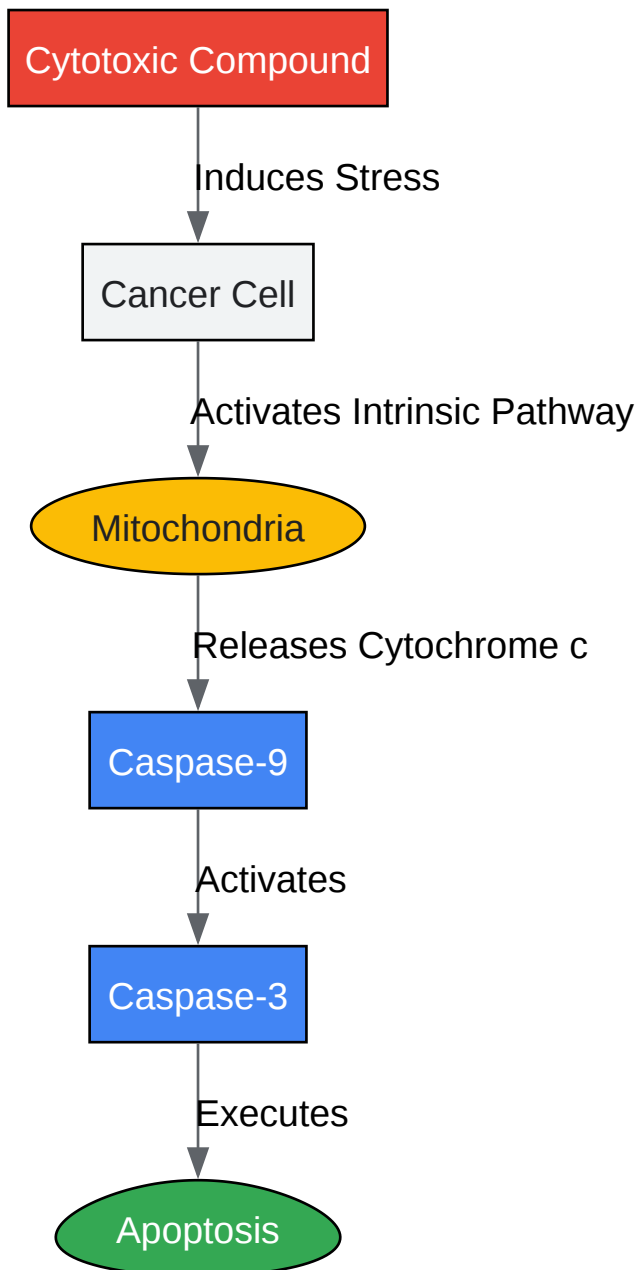 Cytotoxic Compound
Induces Stress
Cancer Cell
Activates Intrinsic Pathway
Mitochondria
Releases Cytochrome c
Caspase-9
Activates
Caspase-3
Executes
Apoptosis